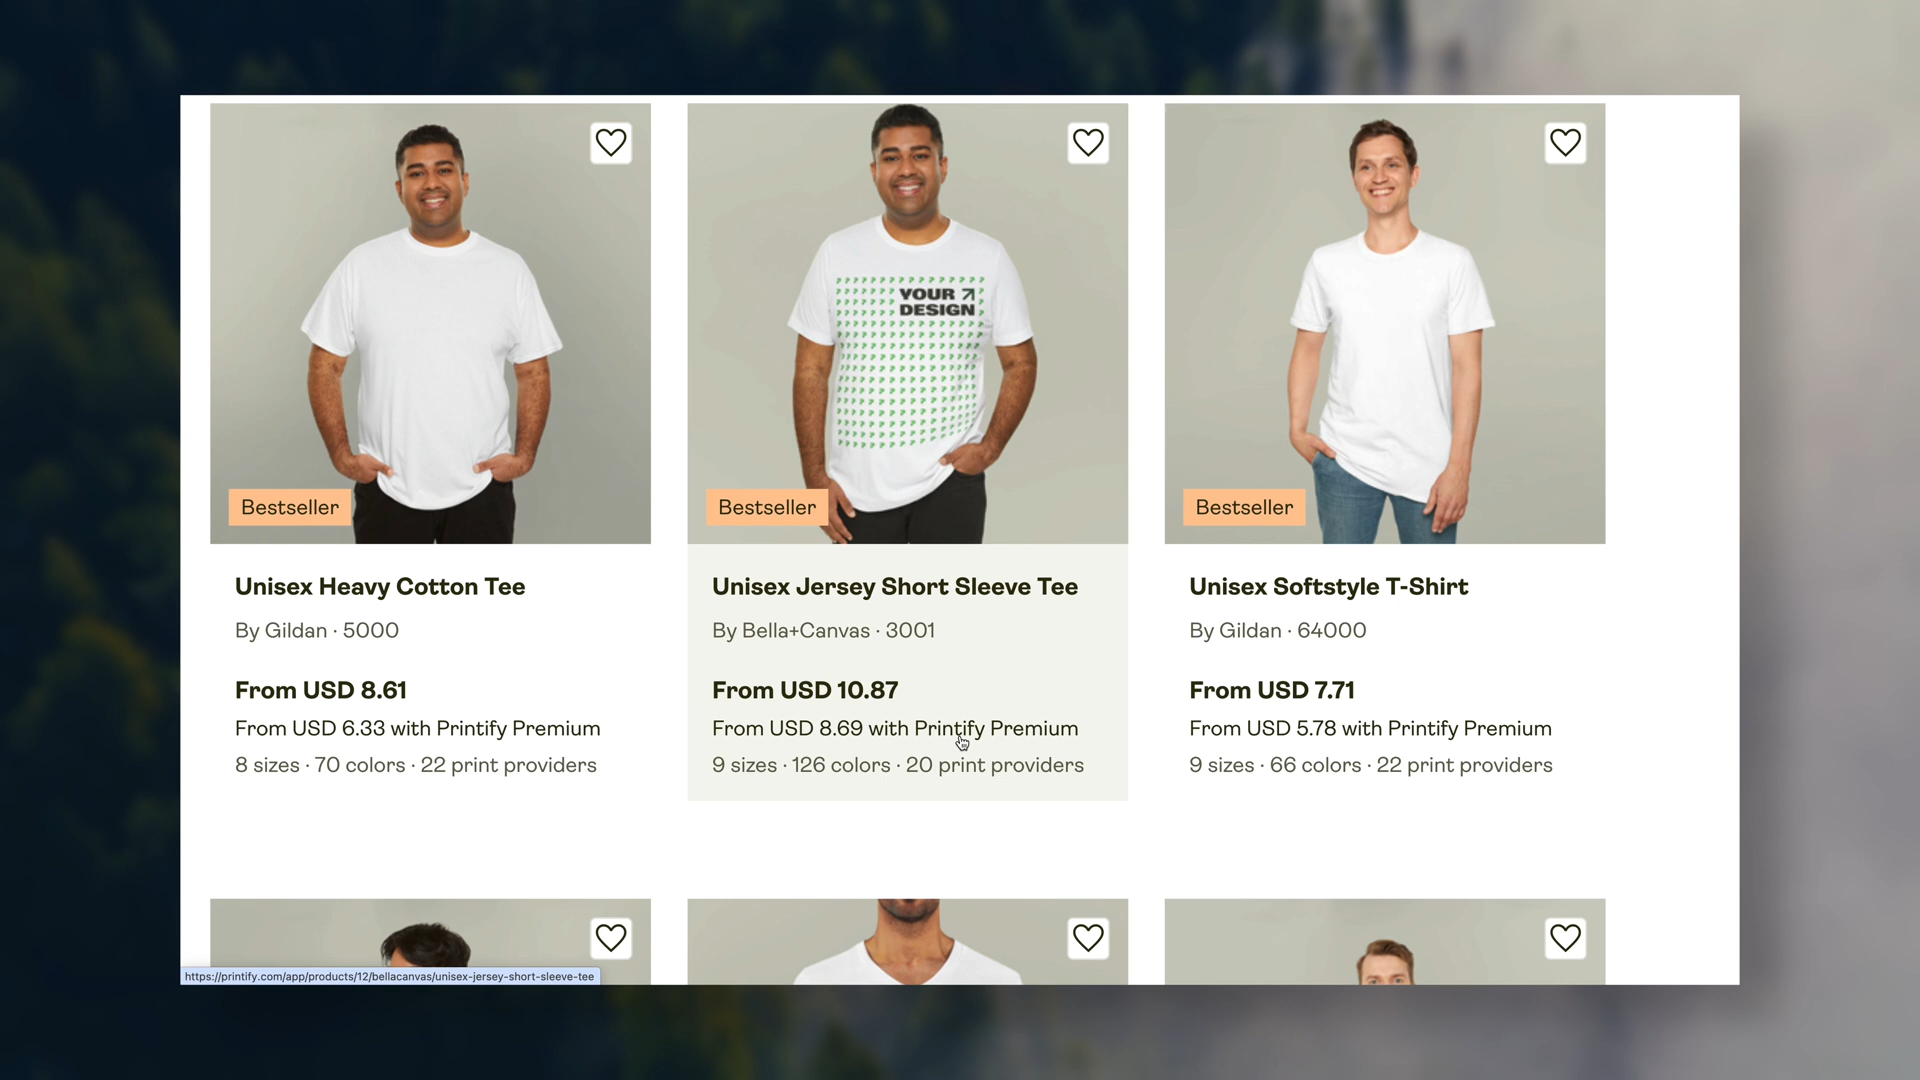 YOUR
DESIGN
Bestseller
Bestseller
Bestseller
Unisex Heavy Cotton Tee
By Gildan · 5000
From USD 8.61
From USD 6.33 with Printify Premium
8 sizes · 70 colors · 22 print providers
Unisex Jersey Short Sleeve Tee
By Bella+Canvas · 3001
From USD 10.87
From USD 8.69 with Printify Premium
9 sizes · 126 colors · 20 print providers
Unisex Softstyle T-Shirt
By Gildan · 64000
From USD 7.71
From USD 5.78 with Printify Premium
9 sizes · 66 colors · 22 print providers
https://printify.com/app/products/12/bellacanvas/unisex-jersey-short-sleeve-tee